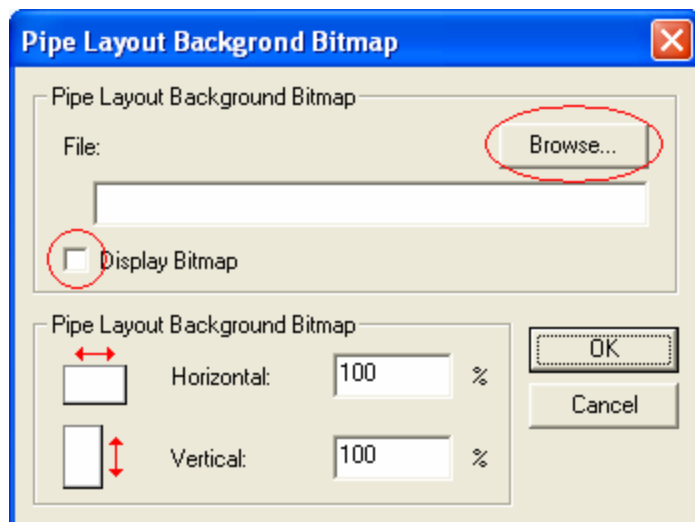 Pipe Layout Backgrond Bitmap
Pipe Layout Background Bitmap
File:
Browse...
Display Bitmap
Pipe Layout Background Bitmap
Horizontal: 100 %
OK
Cancel
Vertical: 100 %